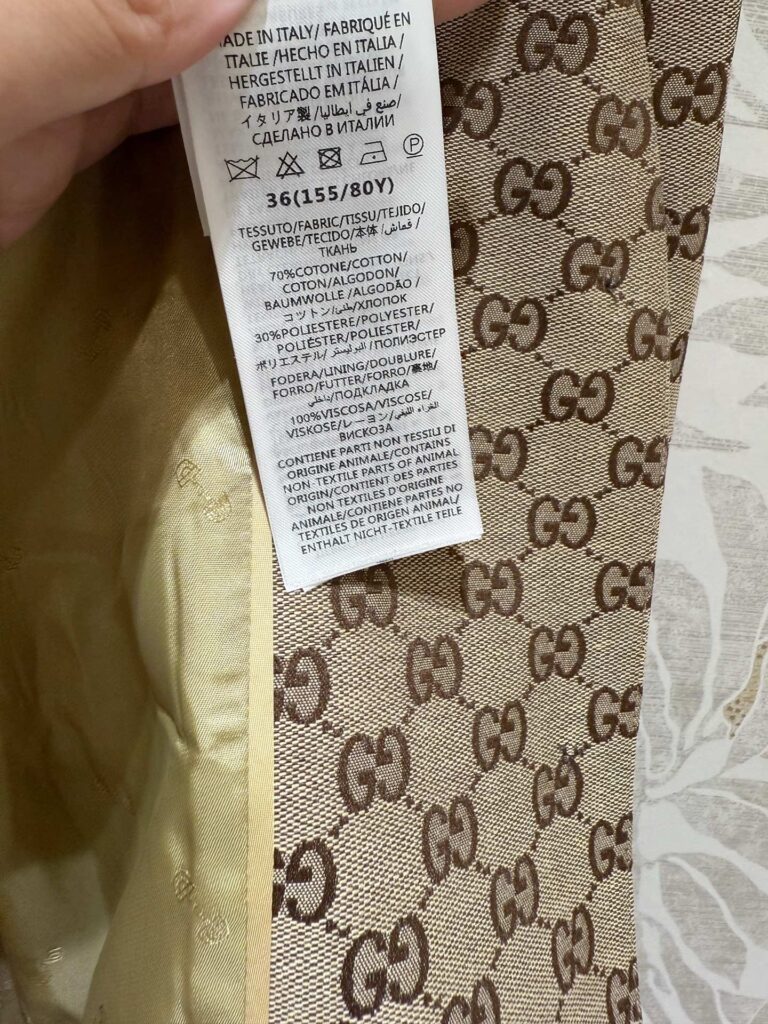 MADE IN ITALY/ FABRIQUÉ EN
ITALIE /HECHO EN ITALIA/
HERGESTELLT IN ITALIEN /
FABRICADO EM ITÁLIA/
イタリア製/صنع في ايطاليا/
СДЕЛАНО В ИТАЛИИ
P
36(155/80Y)
TESSUTO/FABRIC/TISSU/TEJIDO/
GEWEBE/TECIDO/本体/قماش/
ТКАНЬ
70%COTONE/COTTON/
COTON/ALGODON/
BAUMWOLLE /ALGODÃO /
コットン/قطن/ХЛОПОК
30%POLIESTERE/POLYESTER/
POLIÈSTER/POLIESTER/
ポリエステル/البوليستر /ПОЛИЭСТЕР
FODERA/LINING/DOUBLURE/
FORRO/FUTTER/FORRO/裏地/
داخلي/ПОДКЛАДКА
100%VISCOSA/VISCOSE/
VISKOSE/レーヨン/
ВИСКОЗА
CONTIENE PARTI NON TESSILI DI
ORIGINE ANIMALE/CONTAINS
NON-TEXTILE PARTS OF ANIMAL
ORIGIN/CONTIENT DES PARTIES
NON TEXTILES D'ORIGINE
ANIMALE/CONTIENE PARTES NO
TEXTILES DE ORIGEN ANIMAL/
ENTHALT NICHT-TEXTILE TEILE